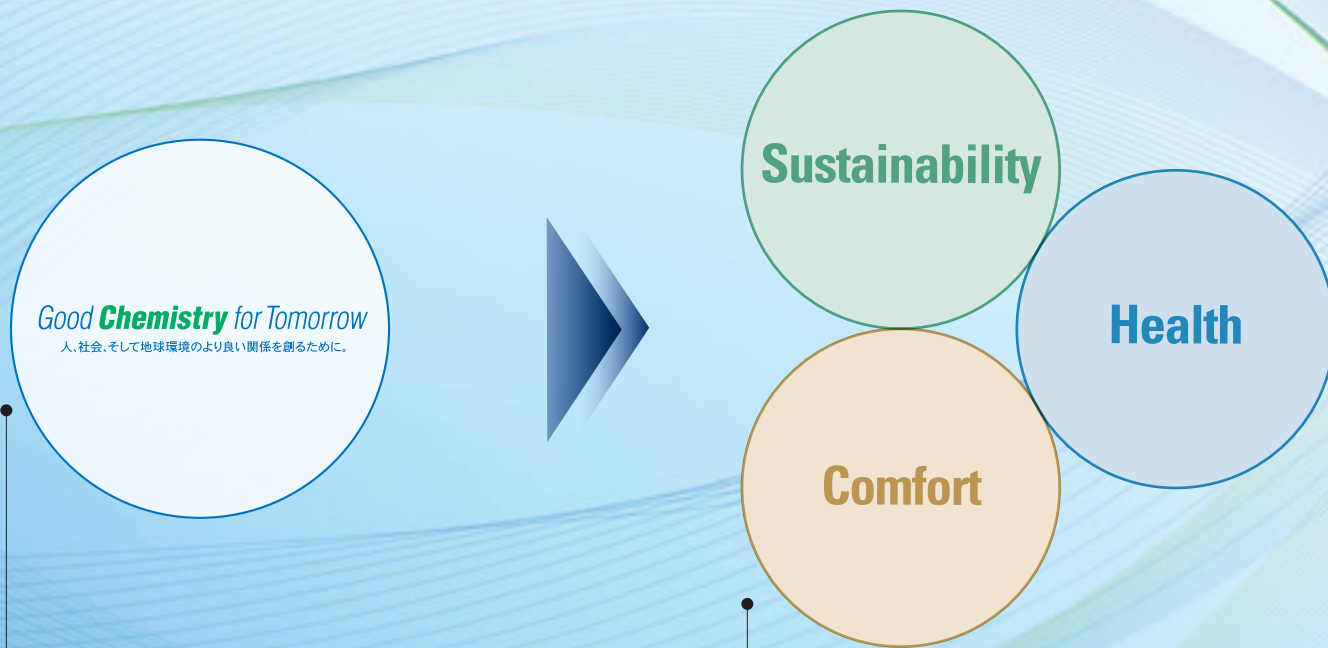 Good Chemistry for Tomorrow
人、社会、そして地球環境のより良い関係を創るために。
Sustainability
Health
Comfort